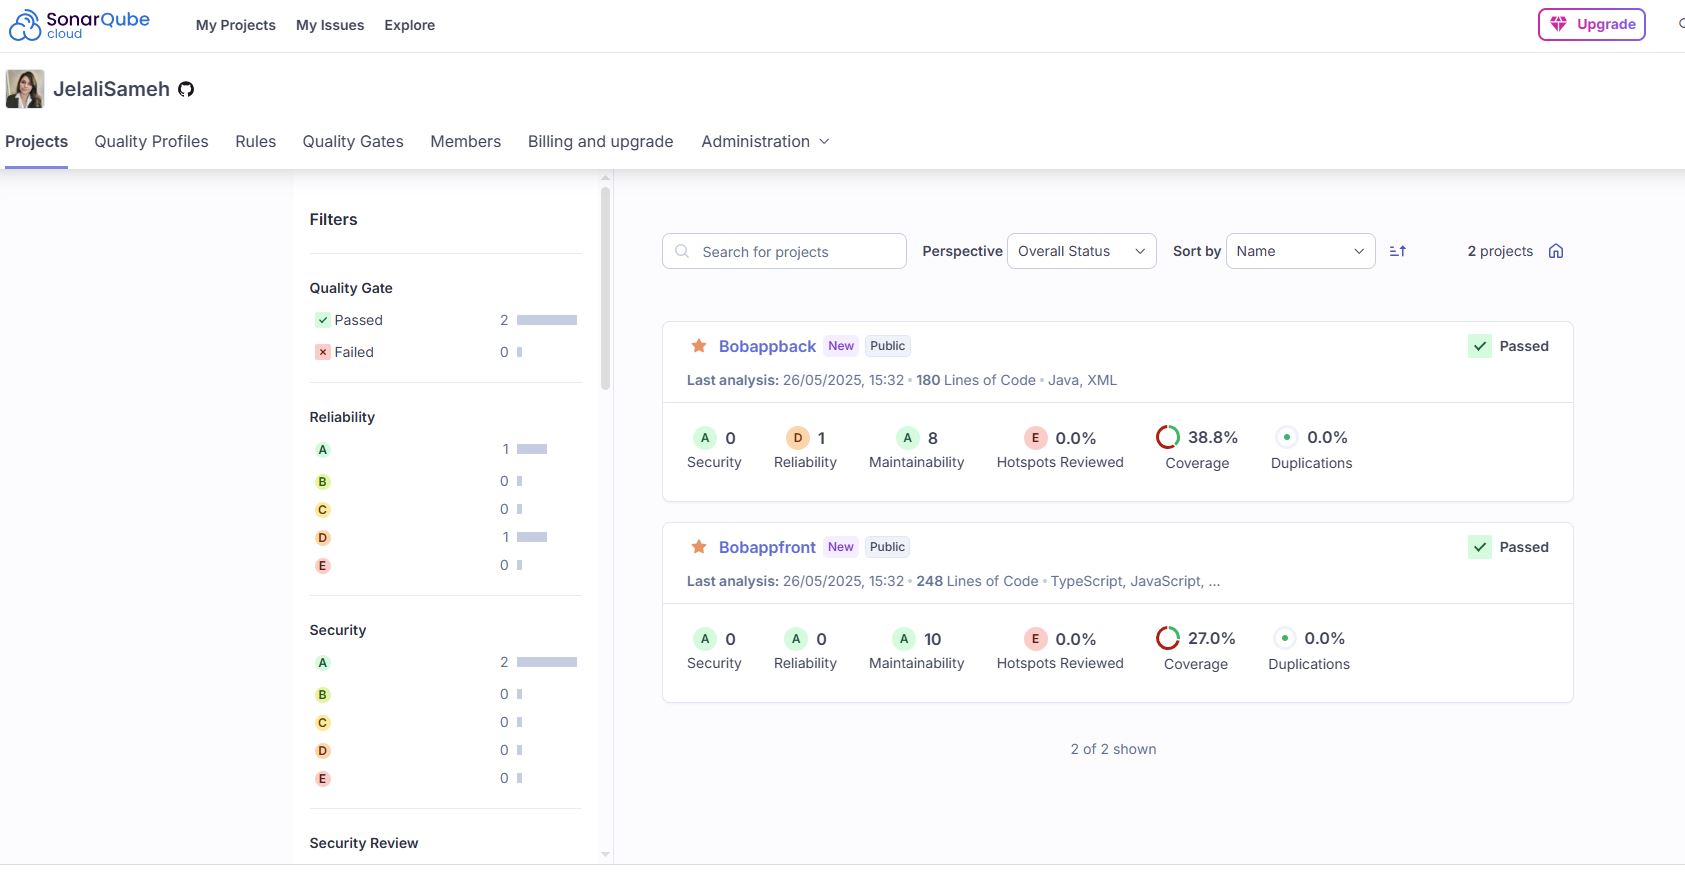 SonarQube cloud
My Projects My Issues Explore
Upgrade
JelaliSameh
Projects Quality Profiles Rules Quality Gates Members Billing and upgrade Administration
Filters
Quality Gate
Passed 2
Failed 0
Reliability
A 1
B 0
C 0
D 1
E 0
Security
A 2
B 0
C 0
D 0
E 0
Security Review
Search for projects Perspective Overall Status Sort by Name 2 projects
Bobappback New Public Passed
Last analysis: 26/05/2025, 15:32 • 180 Lines of Code • Java, XML
A 0 D 1 A 8 E 0.0% 38.8% 0.0%
Security Reliability Maintainability Hotspots Reviewed Coverage Duplications
Bobappfront New Public Passed
Last analysis: 26/05/2025, 15:32 • 248 Lines of Code • TypeScript, JavaScript, ...
A 0 A 0 A 10 E 0.0% 27.0% 0.0%
Security Reliability Maintainability Hotspots Reviewed Coverage Duplications
2 of 2 shown